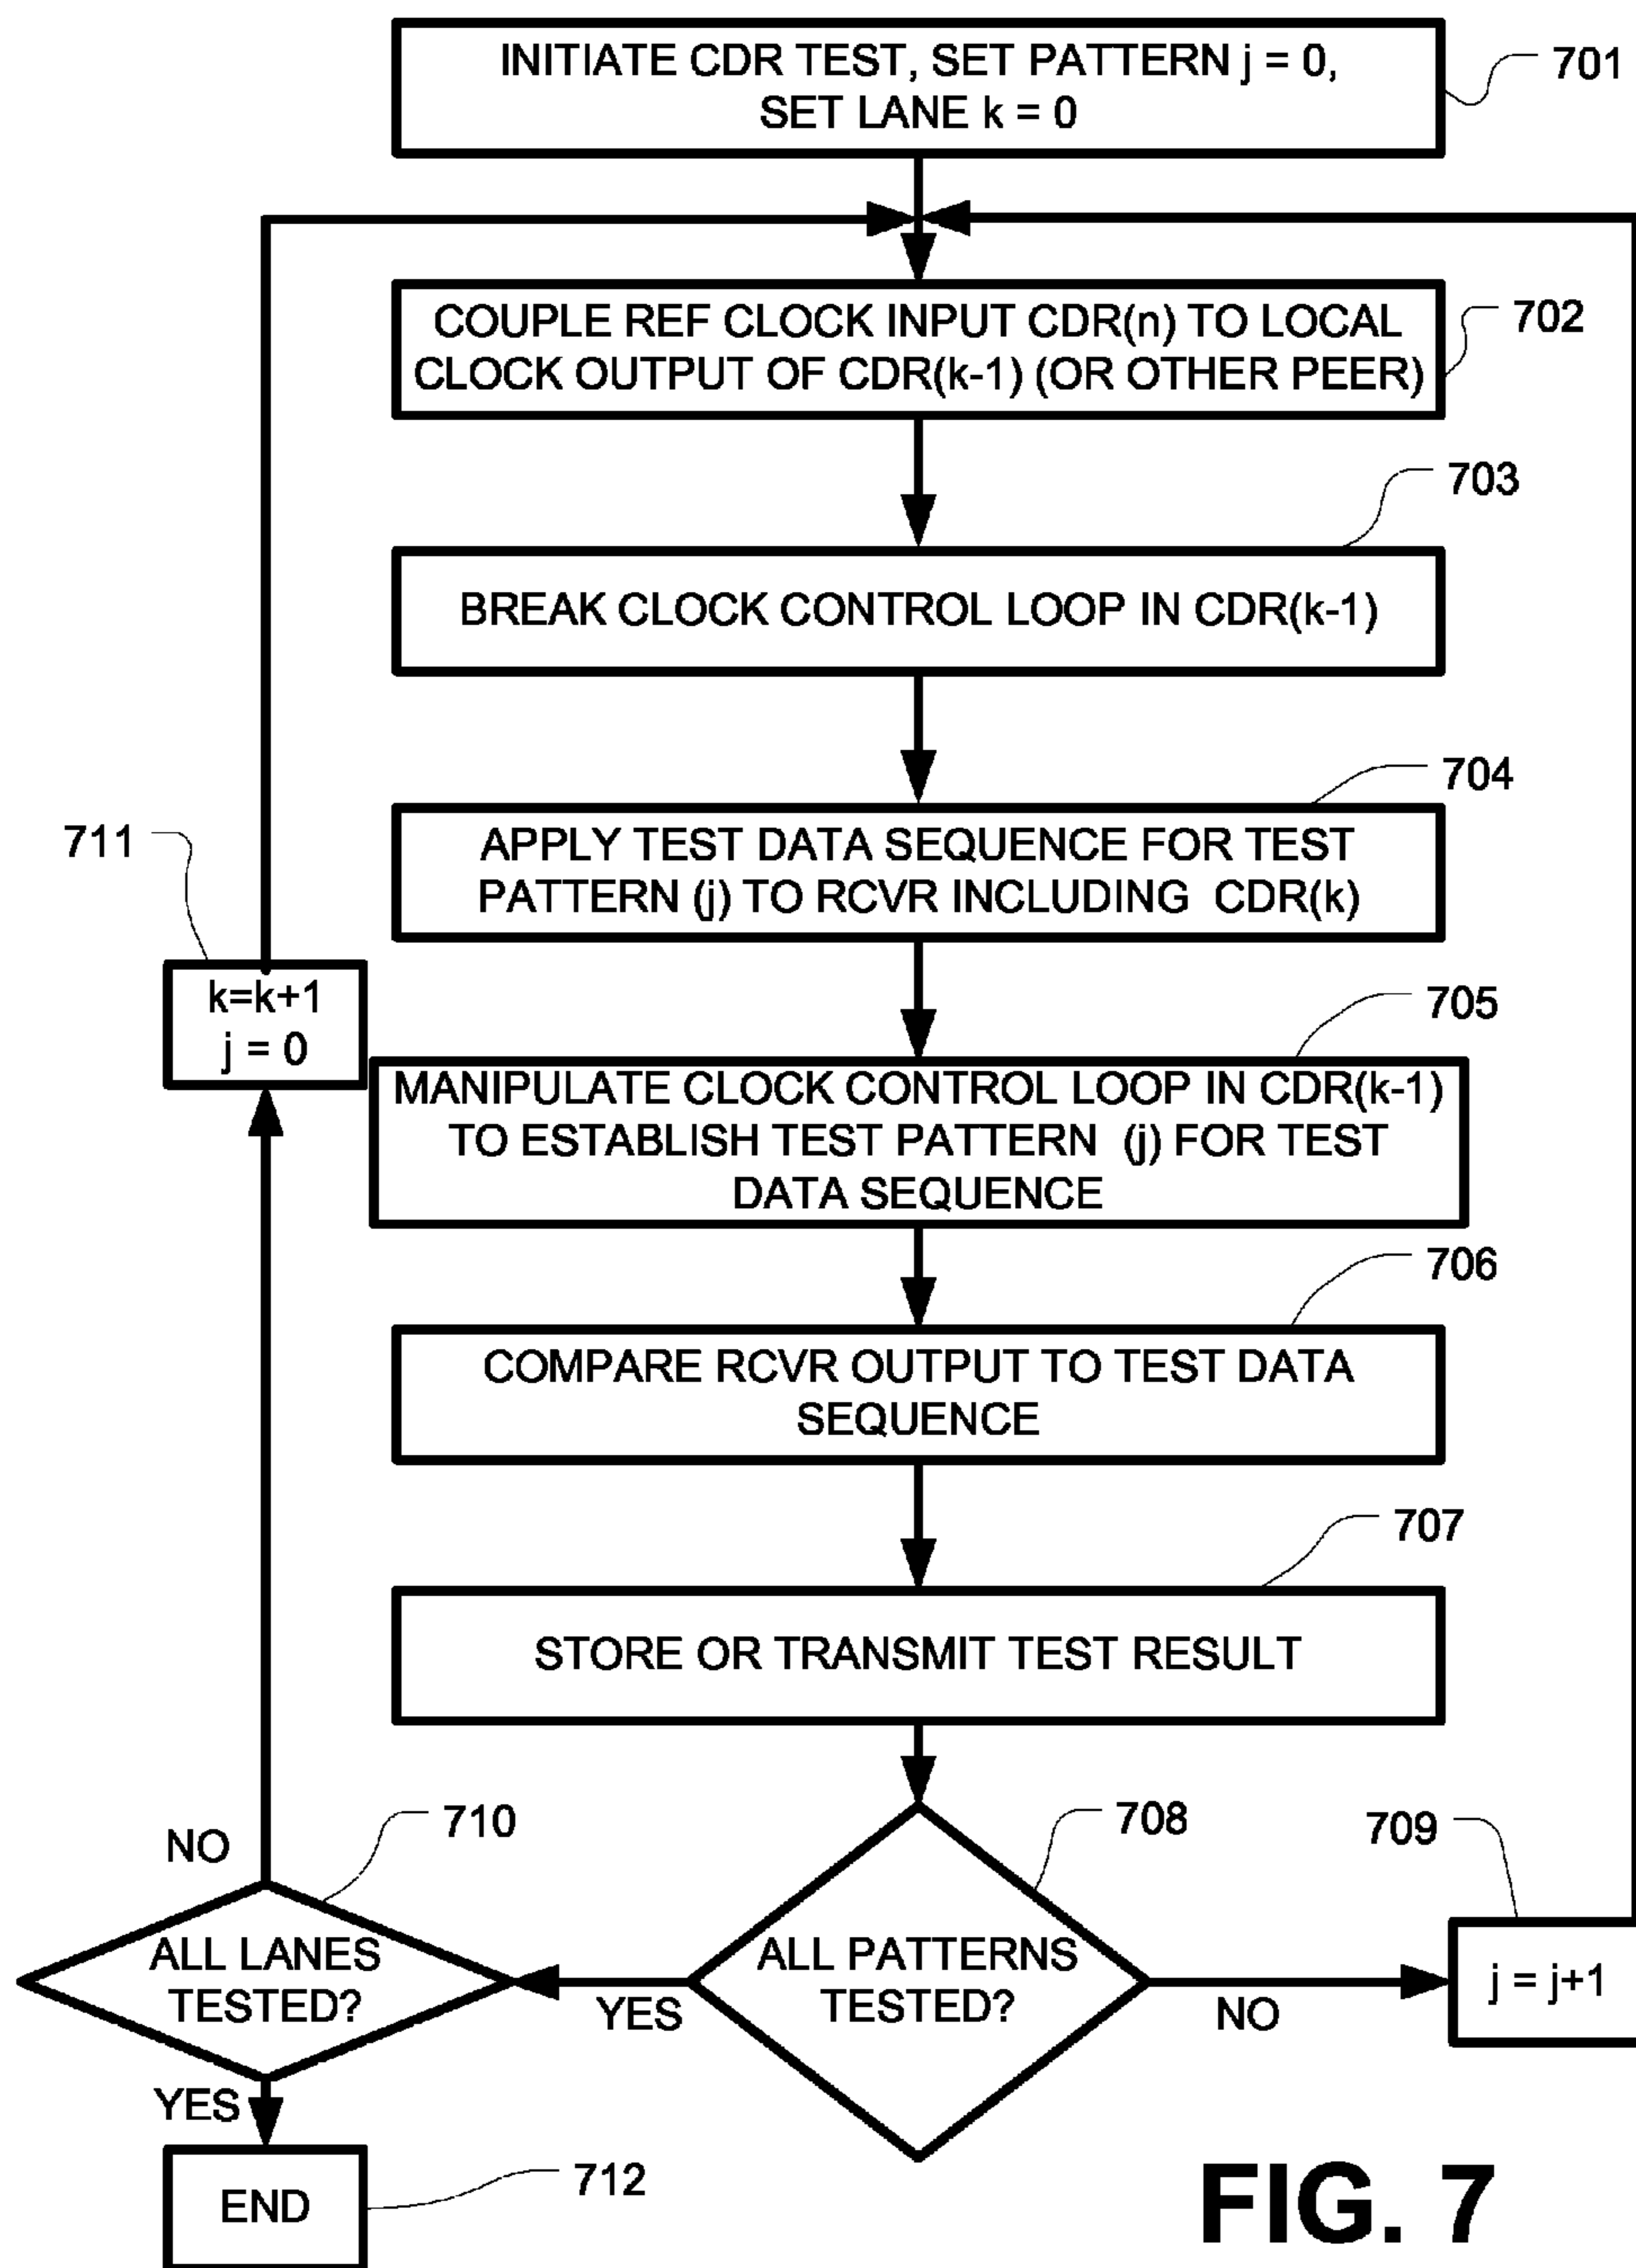 INITIATE CDR TEST, SET PATTERN j = 0,
SET LANE k = 0
701
COUPLE REF CLOCK INPUT CDR(n) TO LOCAL
CLOCK OUTPUT OF CDR(k-1) (OR OTHER PEER)
702
703
BREAK CLOCK CONTROL LOOP IN CDR(k-1)
704
APPLY TEST DATA SEQUENCE FOR TEST
PATTERN (j) TO RCVR INCLUDING CDR(k)
711
k=k+1
j = 0
705
MANIPULATE CLOCK CONTROL LOOP IN CDR(k-1)
TO ESTABLISH TEST PATTERN (j) FOR TEST
DATA SEQUENCE
706
COMPARE RCVR OUTPUT TO TEST DATA
SEQUENCE
707
STORE OR TRANSMIT TEST RESULT
708
ALL PATTERNS
TESTED?
NO
709
j = j+1
YES
710
NO
ALL LANES
TESTED?
YES
END
712
FIG. 7